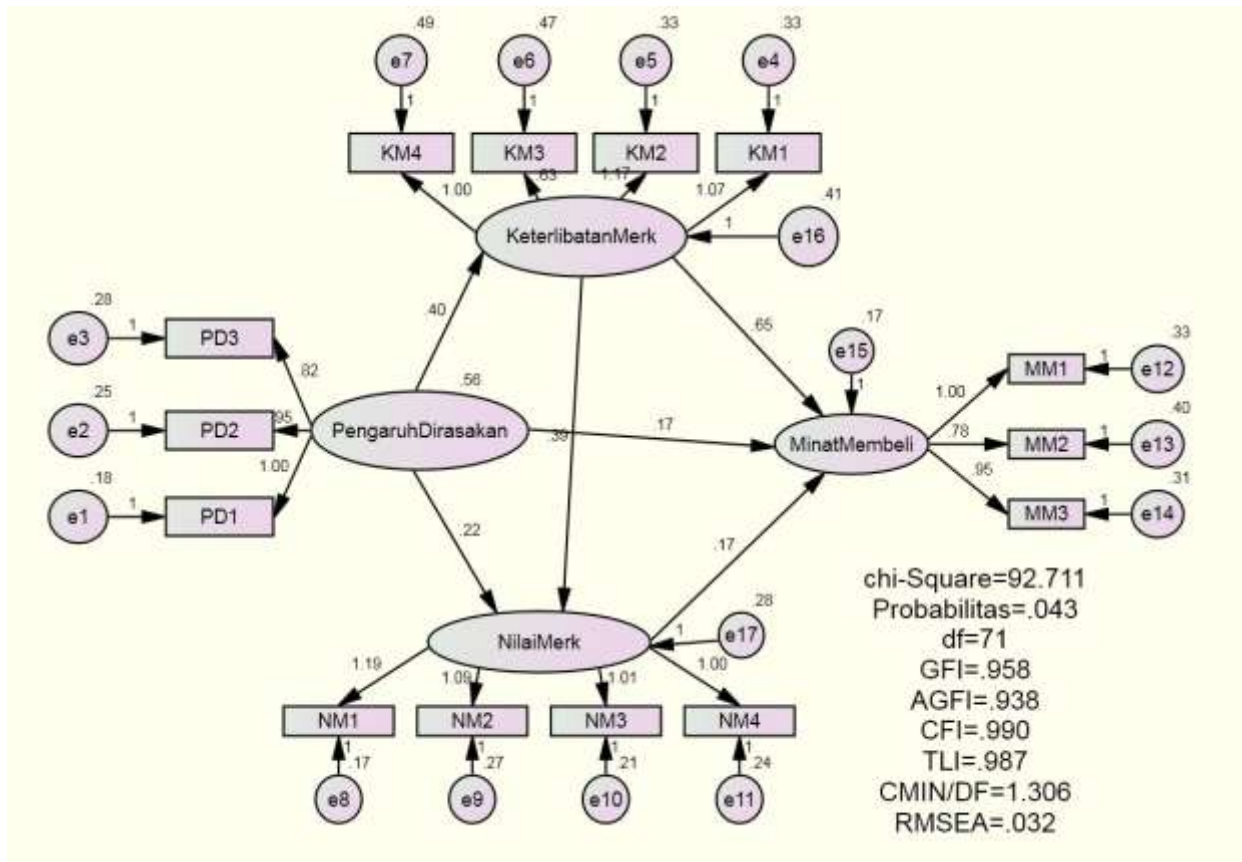 .49
.47
.33
.33
e7
e6
e5
e4
1
1
1
1
KM4
KM3
KM2
KM1
1.00
.63
1.17
1.07
.41
KeterlibatanMerk
1
e16
.28
e3
1
PD3
.40
.65
.17
e15
.33
.82
.56
1
MM1
1
e12
1.00
.25
e2
1
PD2
.95
PengaruhDirasakan
.39
.17
MinatMembeli
.40
.78
MM2
1
e13
1.00
.95
.31
.18
e1
1
PD1
MM3
1
e14
.22
.17
chi-Square=92.711
Probabilitas=.043
df=71
GFI=.958
AGFI=.938
CFI=.990
TLI=.987
CMIN/DF=1.306
RMSEA=.032
.28
NilaiMerk
1
e17
1.19
1.09
1.01
1.00
NM1
NM2
NM3
NM4
1
1
1
1
.17
.27
.21
.24
e8
e9
e10
e11